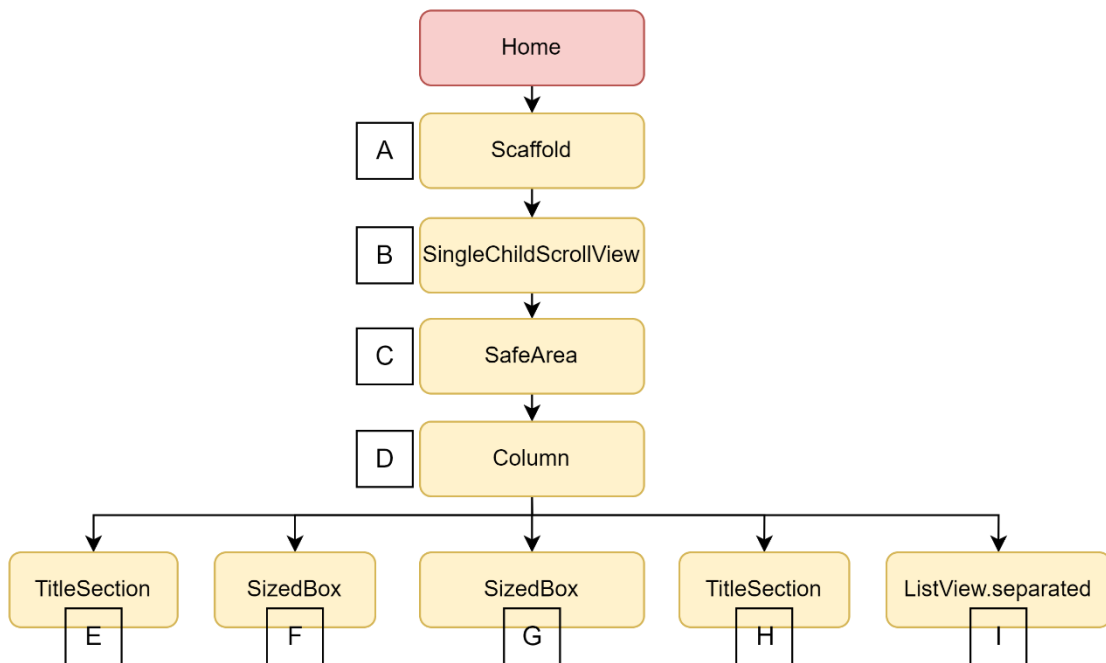 Home
A
Scaffold
B
SingleChildScrollView
C
SafeArea
D
Column
TitleSection
SizedBox
SizedBox
TitleSection
ListView.separated
E
F
G
H
I